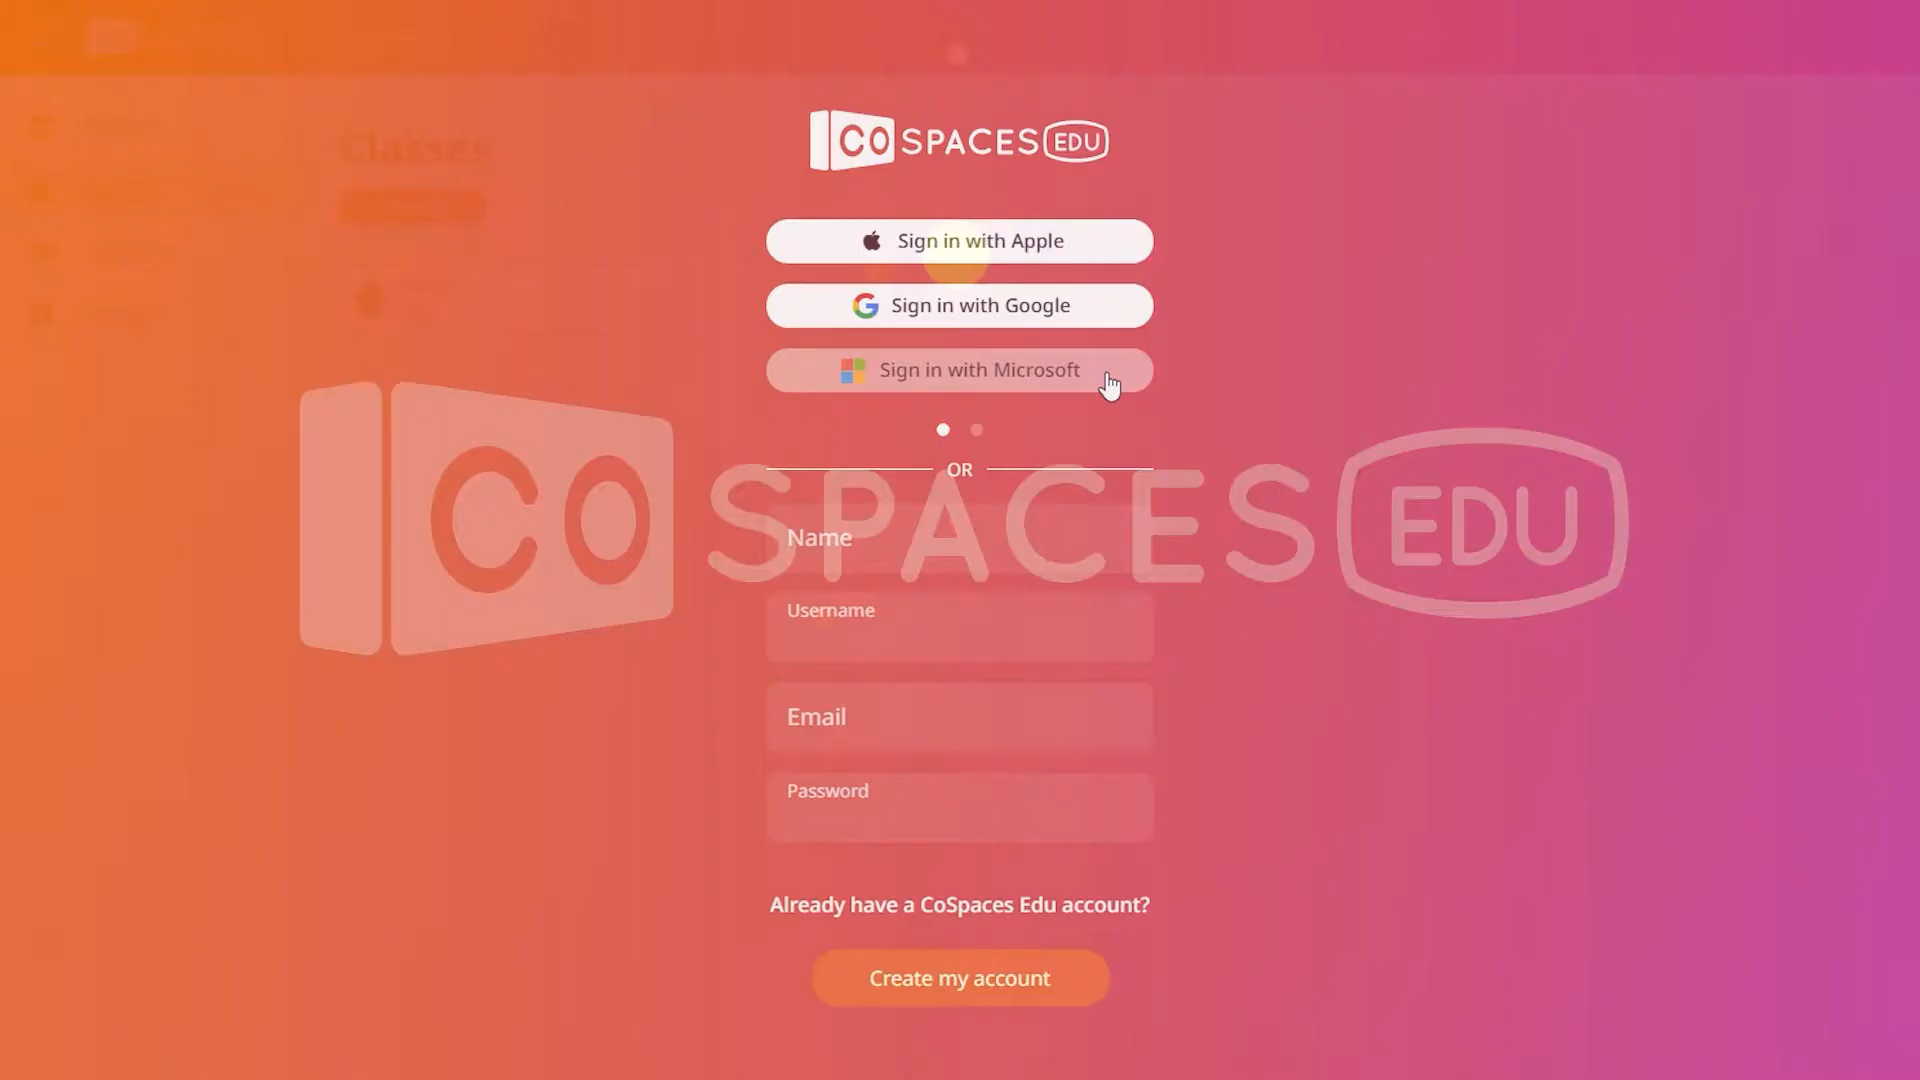 Classes
CO SPACES EDU
Sign in with Apple
Sign in with Google
Sign in with Microsoft
OR
CO SPACES EDU
Name
Username
Email
Password
Already have a CoSpaces Edu account?
Create my account